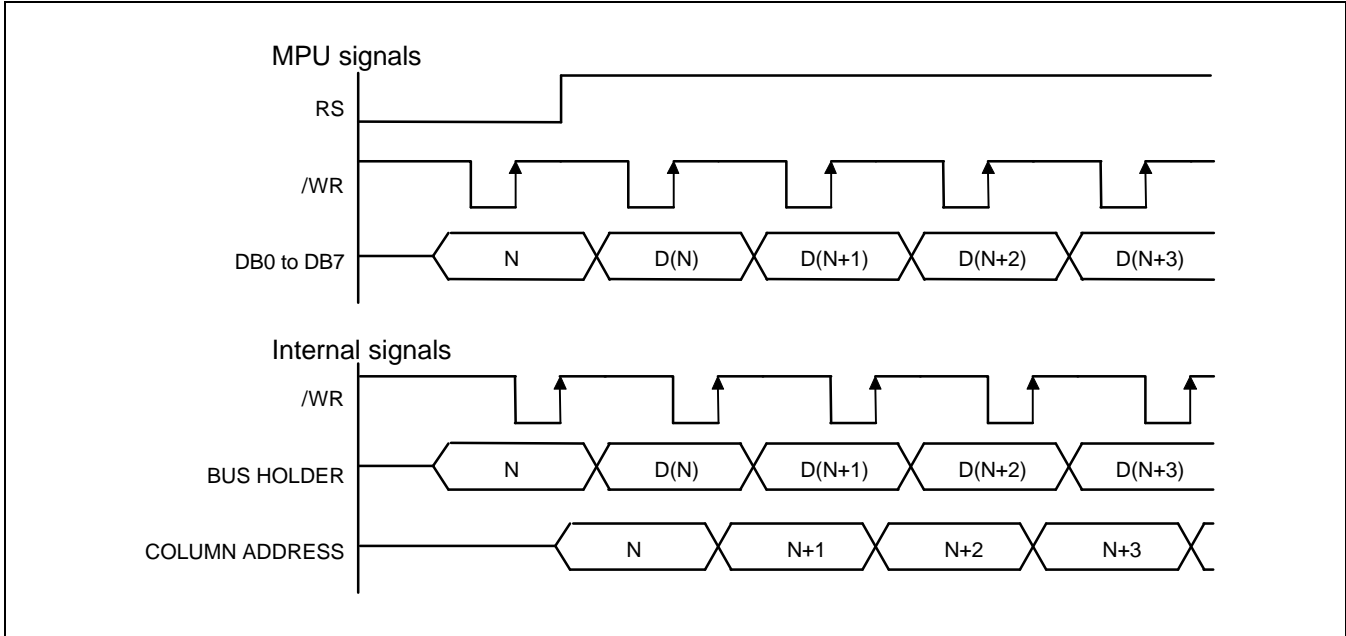 MPU signals
RS
/WR
DB0 to DB7
N D(N) D(N+1) D(N+2) D(N+3)
Internal signals
/WR
BUS HOLDER
N D(N) D(N+1) D(N+2) D(N+3)
COLUMN ADDRESS
N N+1 N+2 N+3